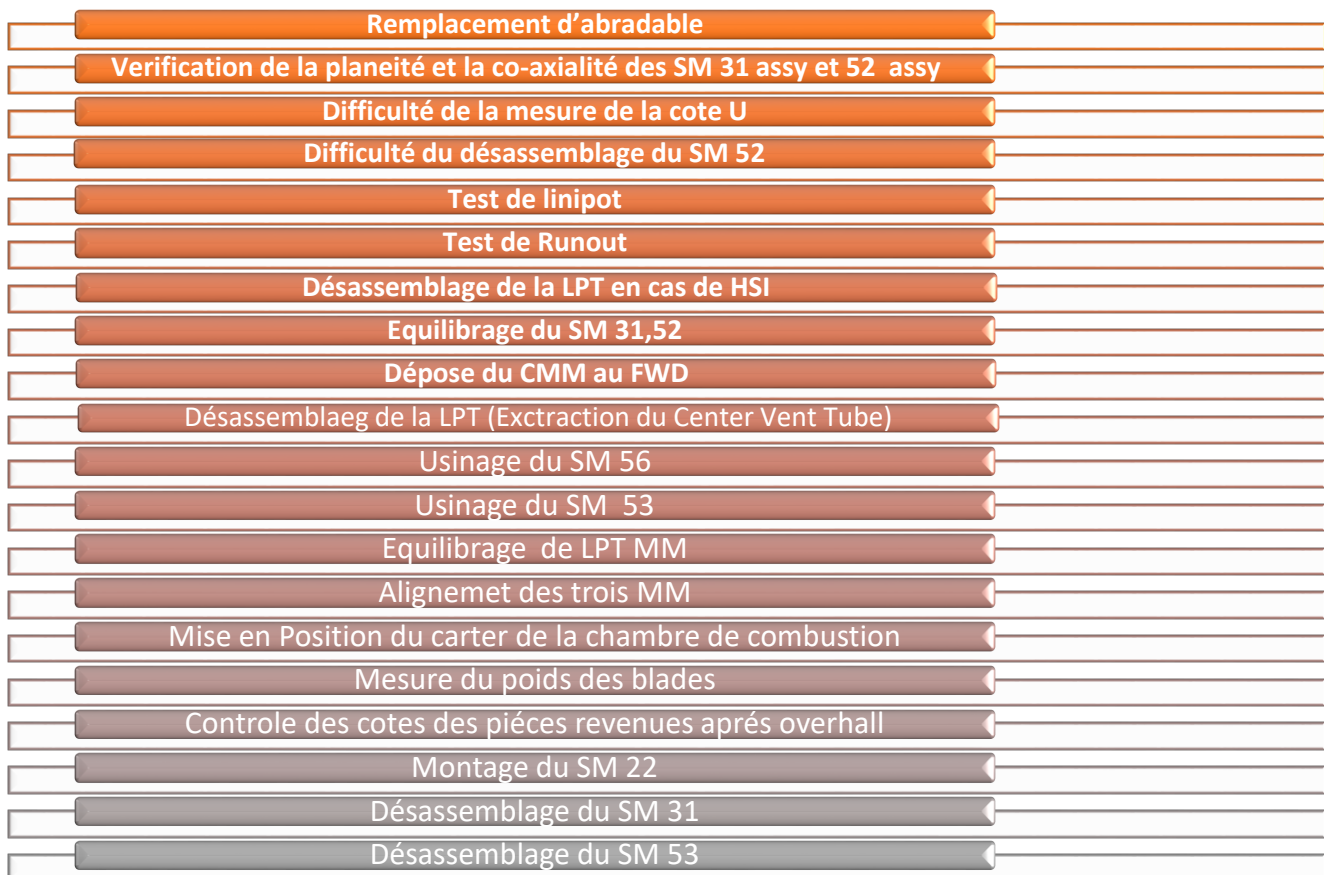 Remplacement d’abradable
Verification de la planeité et la co-axialité des SM 31 assy et 52 assy
Difficulté de la mesure de la cote U
Difficulté du désassemblage du SM 52
Test de linipot
Test de Runout
Désassemblage de la LPT en cas de HSI
Equilibrage du SM 31,52
Dépose du CMM au FWD
Désassemblaeg de la LPT (Exctraction du Center Vent Tube)
Usinage du SM 56
Usinage du SM 53
Equilibrage de LPT MM
Alignemet des trois MM
Mise en Position du carter de la chambre de combustion
Mesure du poids des blades
Controle des cotes des piéces revenues aprés overhall
Montage du SM 22
Désassemblage du SM 31
Désassemblage du SM 53